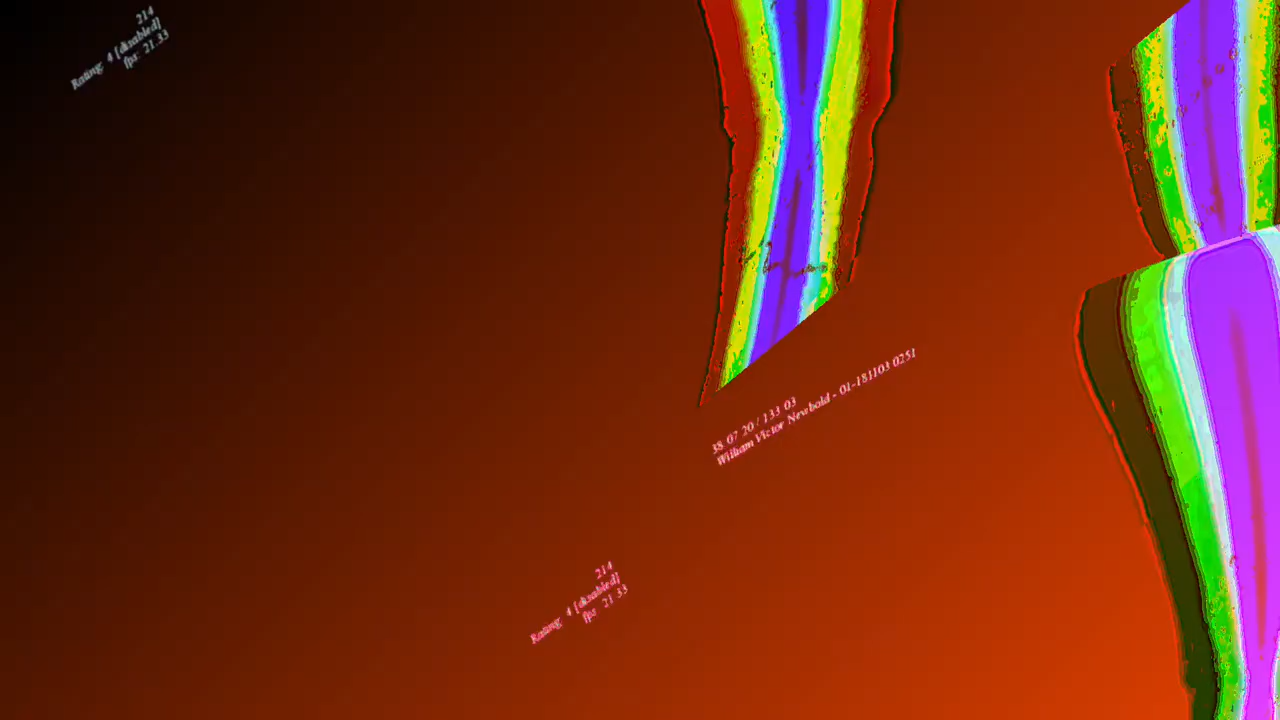 214
Rating: 4 [disabled]
fps: 21.33
38 07 20 / 133 03
William Victor Newbold - 01-181103 0251
214
Rating: 4 [disabled]
fps: 21.33